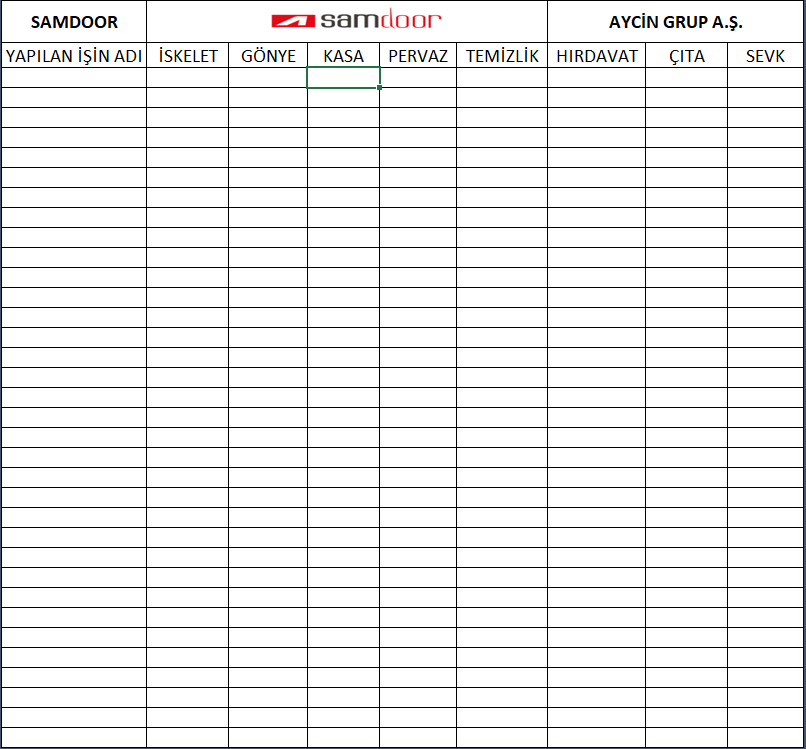 SAMDOOR samdoor AYCİN GRUP A.Ş.
YAPILAN İŞİN ADI İSKELET GÖNYE KASA PERVAZ TEMİZLİK HIRDAVAT ÇITA SEVK